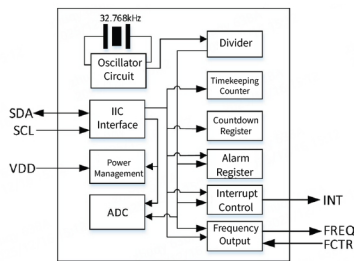 32.768kHz
Oscillator
Circuit
Divider
Timekeeping
Counter
SDA
SCL
IIC
Interface
Countdown
Register
VDD
Power
Management
Alarm
Register
ADC
Interrupt
Control
INT
Frequency
Output
FREQ
FCTR